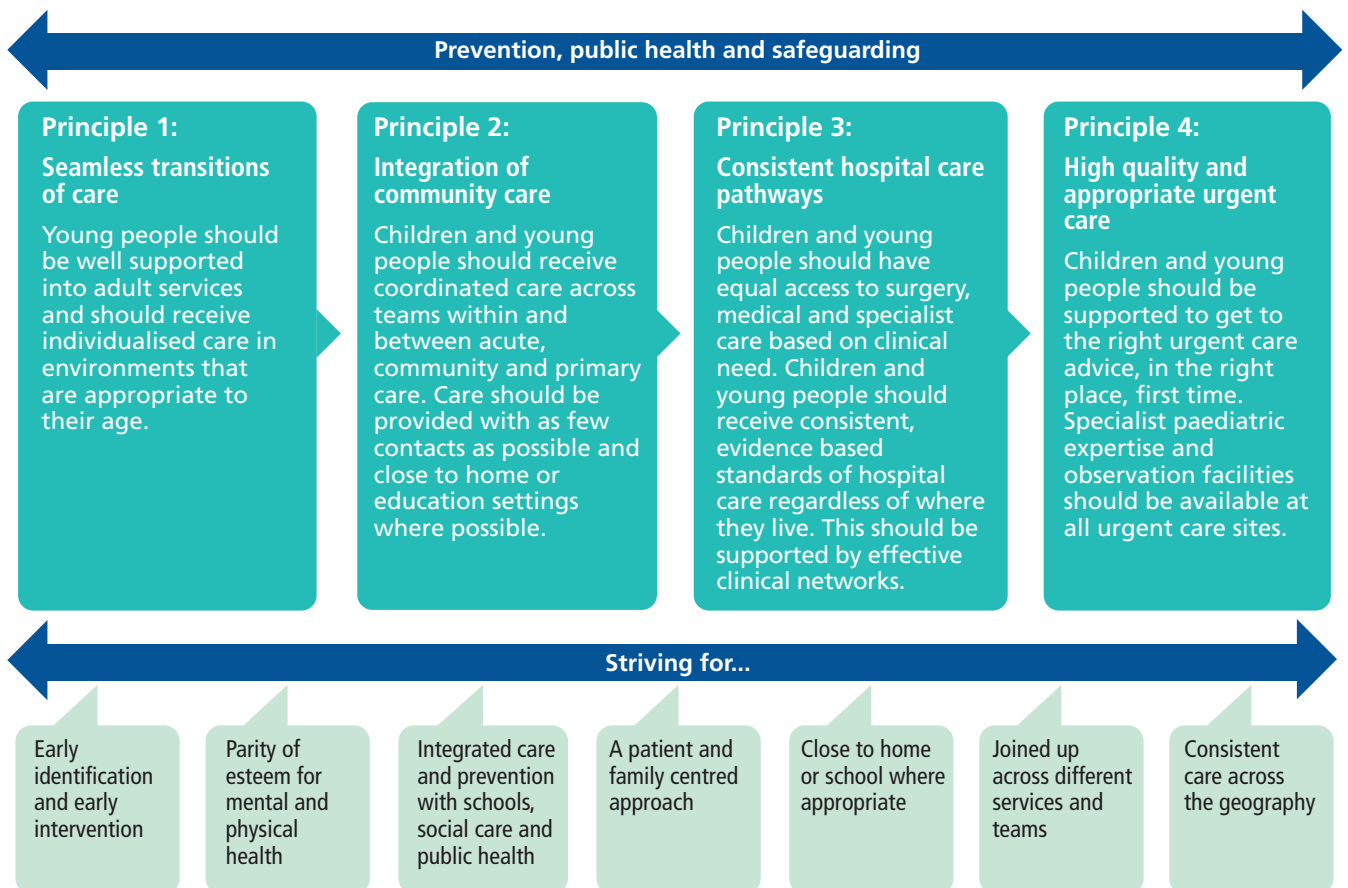 Prevention, public health and safeguarding
Principle 1:
Seamless transitions
of care
Young people should
be well supported
into adult services
and should receive
individualised care in
environments that
are appropriate to
their age.
Principle 2:
Integration of
community care
Children and young
people should receive
coordinated care across
teams within and
between acute,
community and primary
care. Care should be
provided with as few
contacts as possible and
close to home or
education settings
where possible.
Principle 3:
Consistent hospital care
pathways
Children and young
people should have
equal access to surgery,
medical and specialist
care based on clinical
need. Children and
young people should
receive consistent,
evidence based
standards of hospital
care regardless of where
they live. This should be
supported by effective
clinical networks.
Principle 4:
High quality and
appropriate urgent
care
Children and young
people should be
supported to get to
the right urgent care
advice, in the right
place, first time.
Specialist paediatric
expertise and
observation facilities
should be available at
all urgent care sites.
Striving for...
Early
identification
and early
intervention
Parity of
esteem for
mental and
physical
health
Integrated care
and prevention
with schools,
social care and
public health
A patient and
family centred
approach
Close to home
or school where
appropriate
Joined up
across different
services and
teams
Consistent
care across
the geography